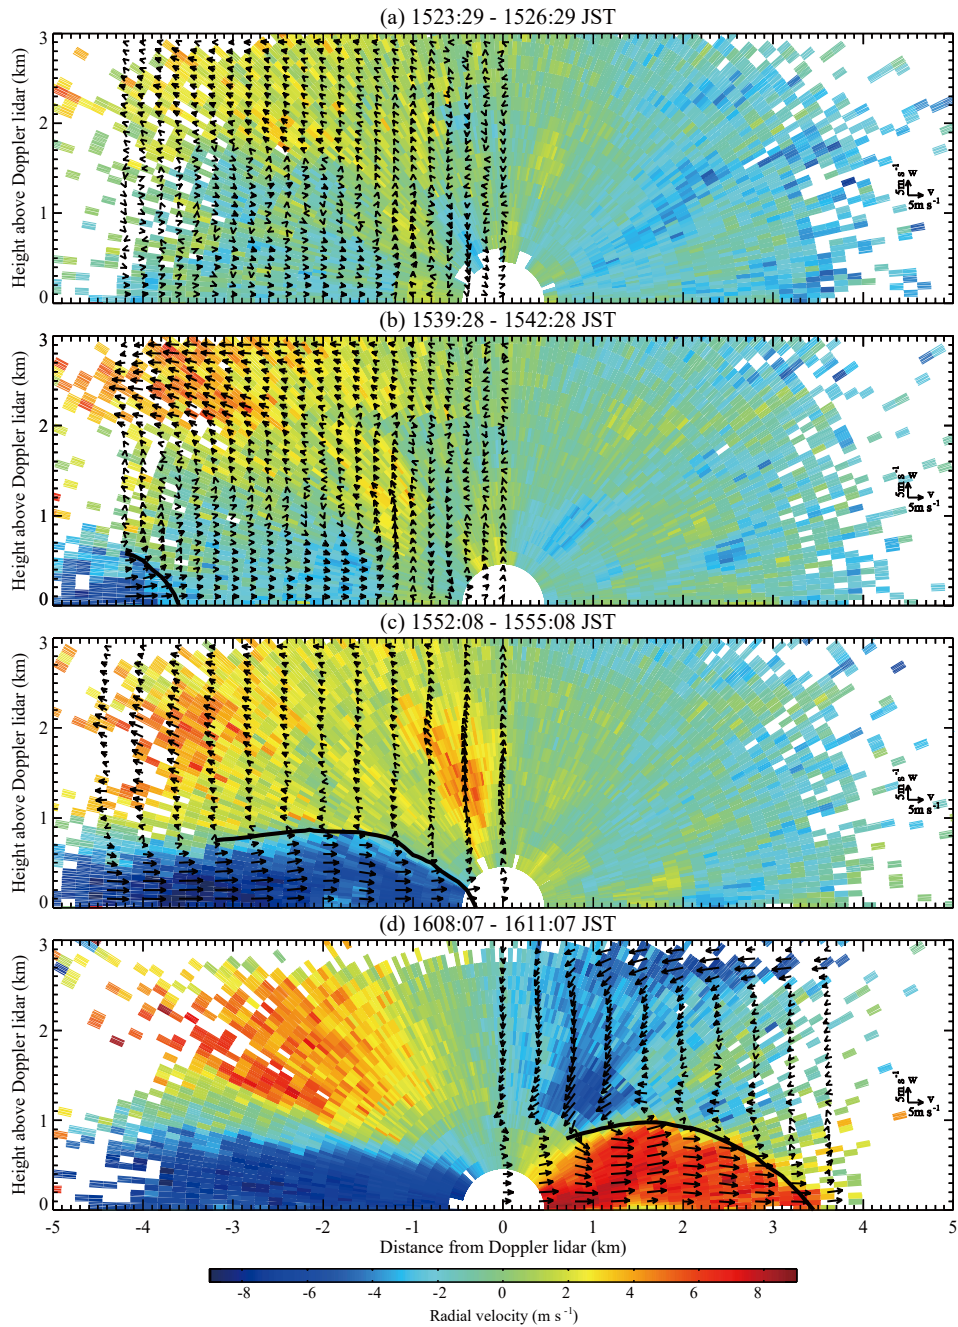 (a) 1523:29 - 1526:29 JST
3
2
1
0
Height above Doppler lidar (km)
5m s-1
w
v
5m s-1
(b) 1539:28 - 1542:28 JST
3
2
1
0
Height above Doppler lidar (km)
5m s-1
w
v
5m s-1
(c) 1552:08 - 1555:08 JST
3
2
1
0
Height above Doppler lidar (km)
5m s-1
w
v
5m s-1
(d) 1608:07 - 1611:07 JST
3
2
1
0
Height above Doppler lidar (km)
5m s-1
w
v
5m s-1
-5 -4 -3 -2 -1 0 1 2 3 4 5
Distance from Doppler lidar (km)
-8 -6 -4 -2 0 2 4 6 8
Radial velocity (m s-1)